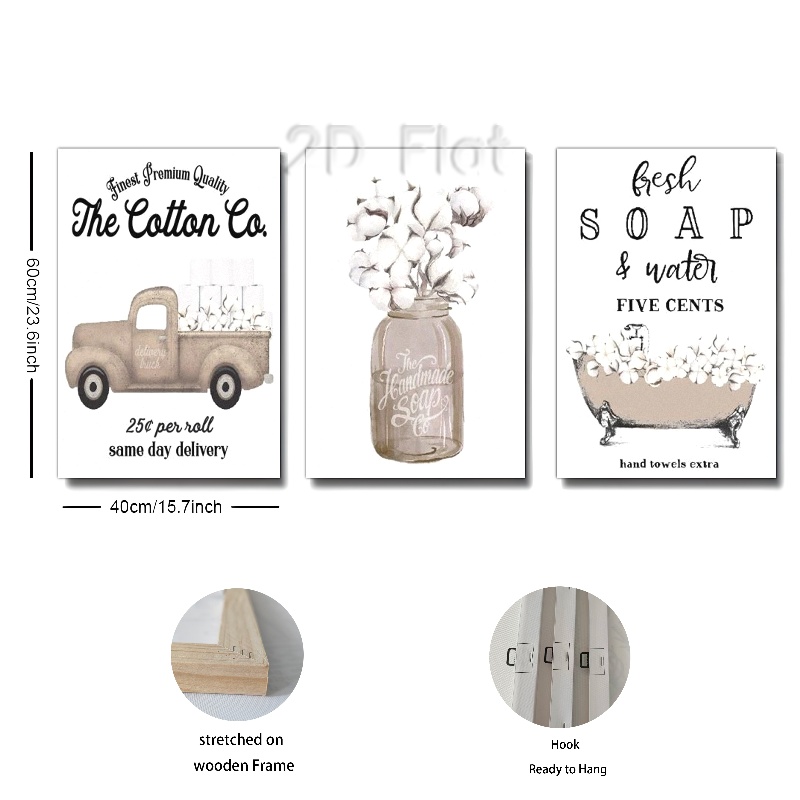 2D Flat
Finest Premium Quality
The Cotton Co.
delivery
truck
25¢ per roll
same day delivery
The
Handmade
Soap
Co
fresh
SOAP
& water
FIVE CENTS
hand towels extra
60cm/23.6inch
40cm/15.7inch
stretched on
wooden Frame
Hook
Ready to Hang